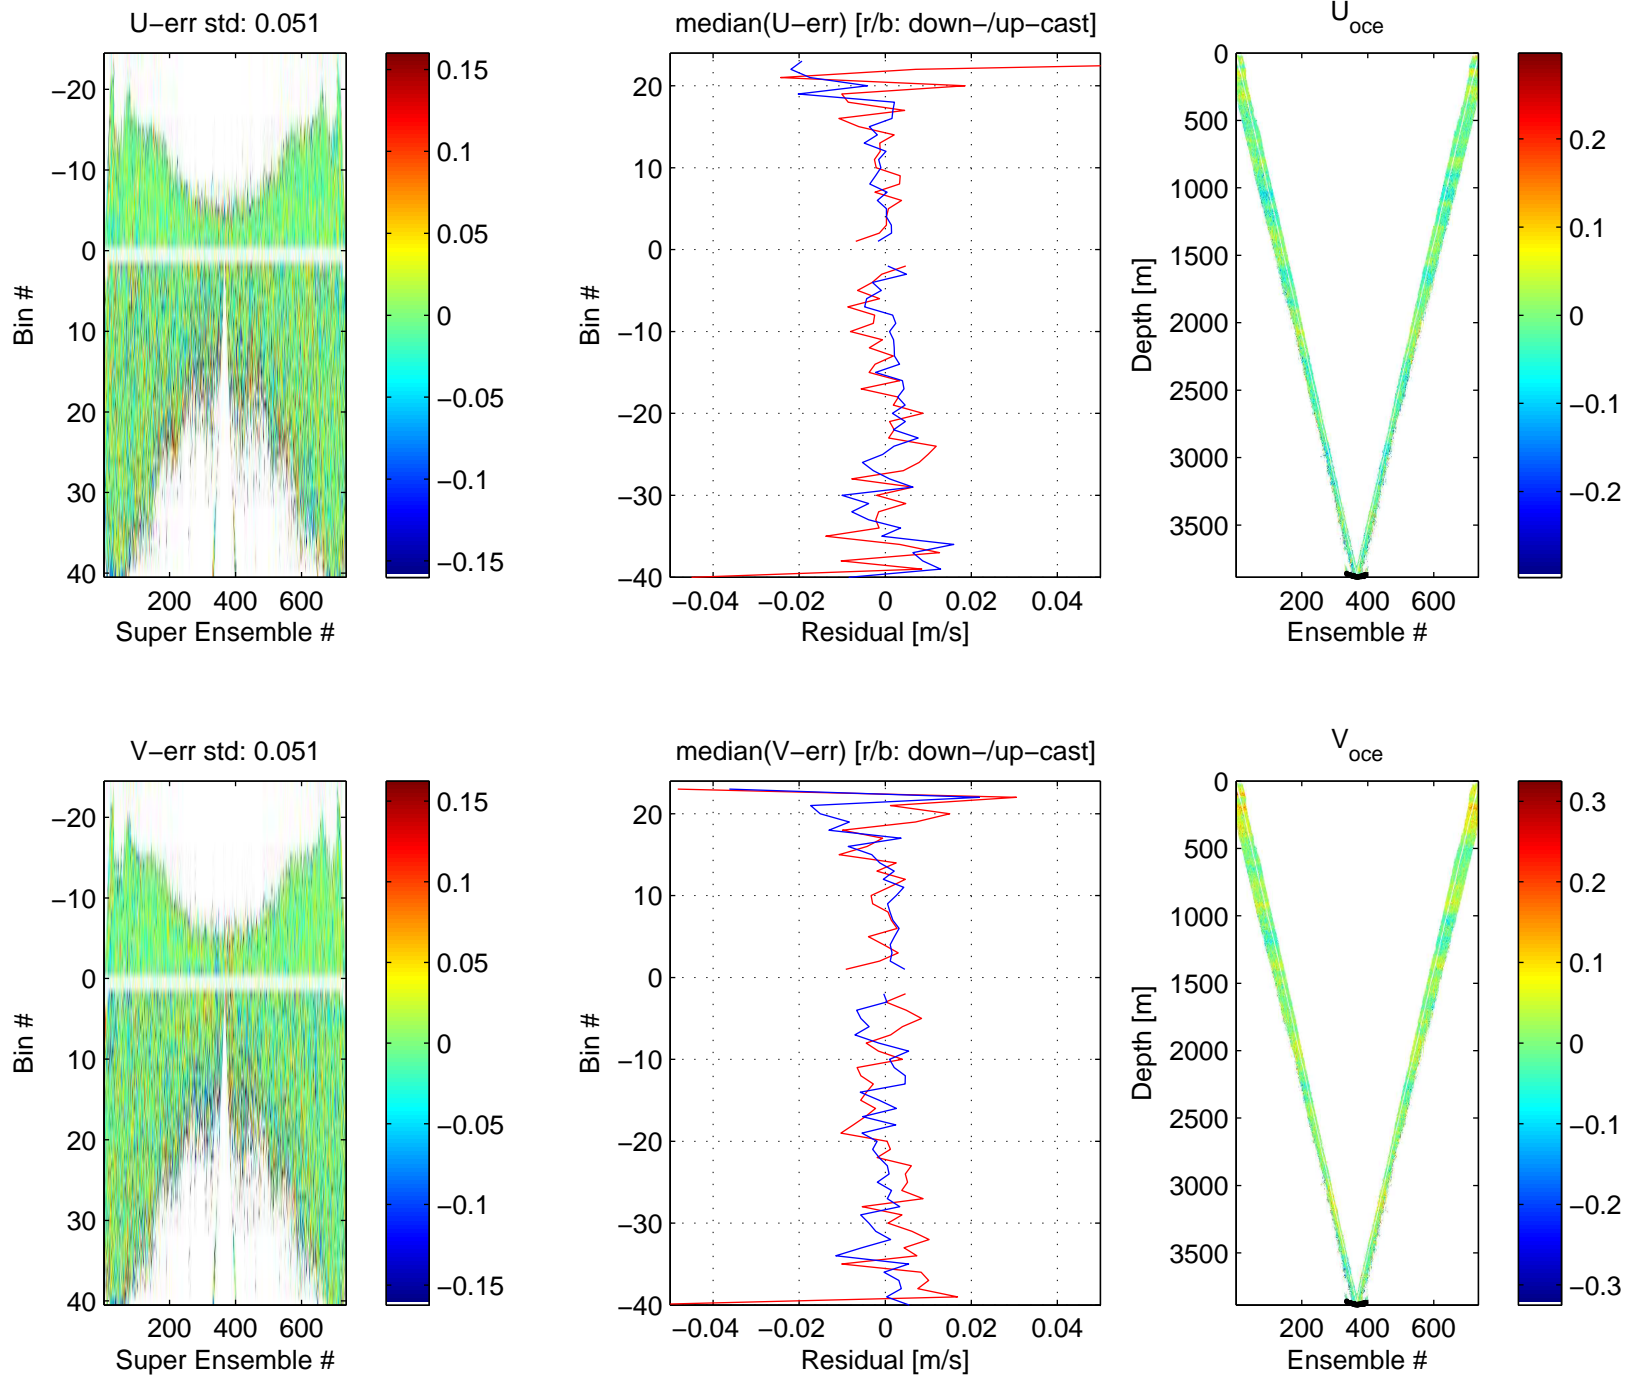 U−err std: 0.051
−20
−10
0
10
20
30
40
Bin #
200 400 600
Super Ensemble #
0.15
0.1
0.05
0
−0.05
−0.1
−0.15
median(U−err) [r/b: down−/up−cast]
20
10
0
−10
−20
−30
−40
Bin #
−0.04 −0.02 0 0.02 0.04
Residual [m/s]
U_oce
0
500
1000
1500
2000
2500
3000
3500
Depth [m]
200 400 600
Ensemble #
0.2
0.1
0
−0.1
−0.2
V−err std: 0.051
−20
−10
0
10
20
30
40
Bin #
200 400 600
Super Ensemble #
0.15
0.1
0.05
0
−0.05
−0.1
−0.15
median(V−err) [r/b: down−/up−cast]
20
10
0
−10
−20
−30
−40
Bin #
−0.04 −0.02 0 0.02 0.04
Residual [m/s]
V_oce
0
500
1000
1500
2000
2500
3000
3500
Depth [m]
200 400 600
Ensemble #
0.3
0.2
0.1
0
−0.1
−0.2
−0.3